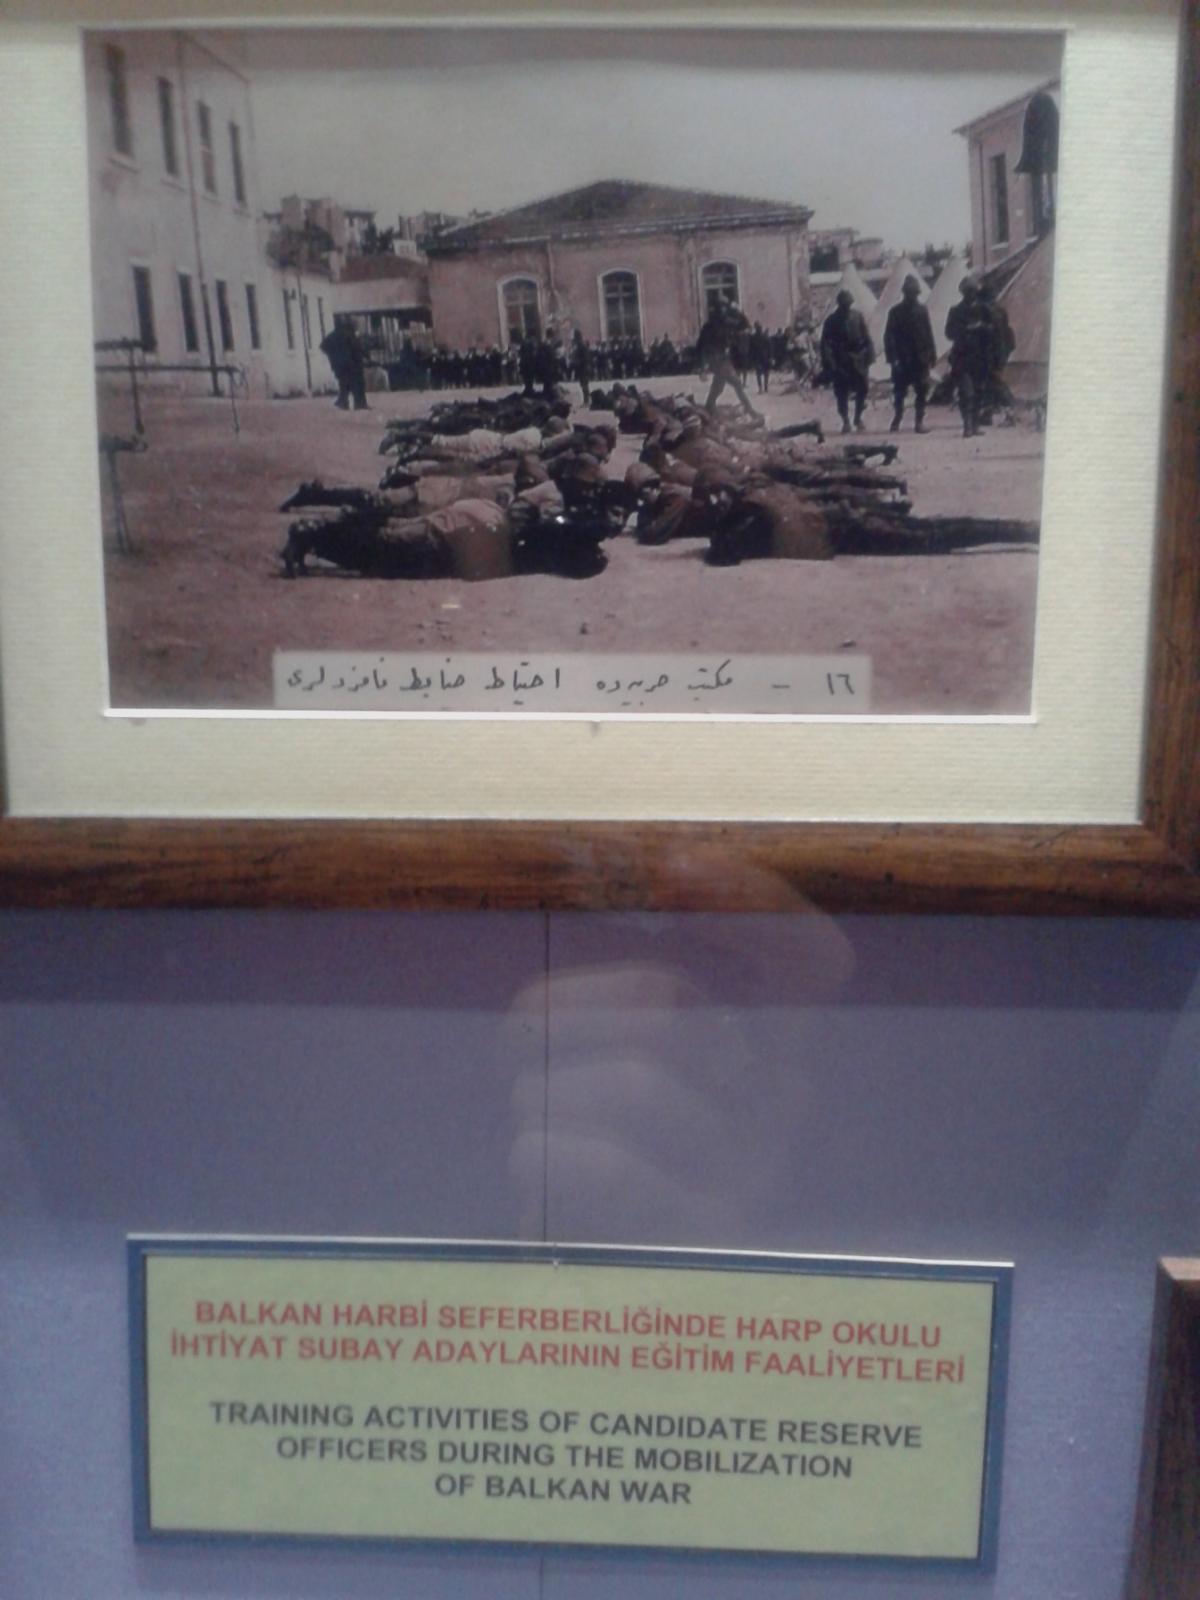 ١٦ - مكتب حربيه ده احتياط ضابط نامزدلری
BALKAN HARBİ SEFERBERLİĞİNDE HARP OKULU
İHTİYAT SUBAY ADAYLARININ EĞİTİM FAALİYETLERİ
TRAINING ACTIVITIES OF CANDIDATE RESERVE
OFFICERS DURING THE MOBILIZATION
OF BALKAN WAR